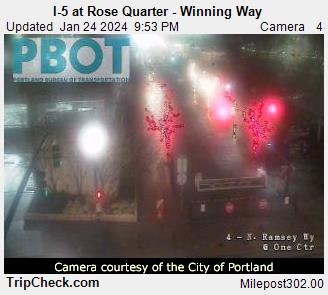 I-5 at Rose Quarter - Winning Way
Updated  Jan 24 2024  9:53 PM
Camera  4
PBOT
PORTLAND BUREAU OF TRANSPORTATION
4 - N. Ramsey Wy
@ One Ctr
Camera courtesy of the City of Portland
TripCheck.com
Milepost302.00